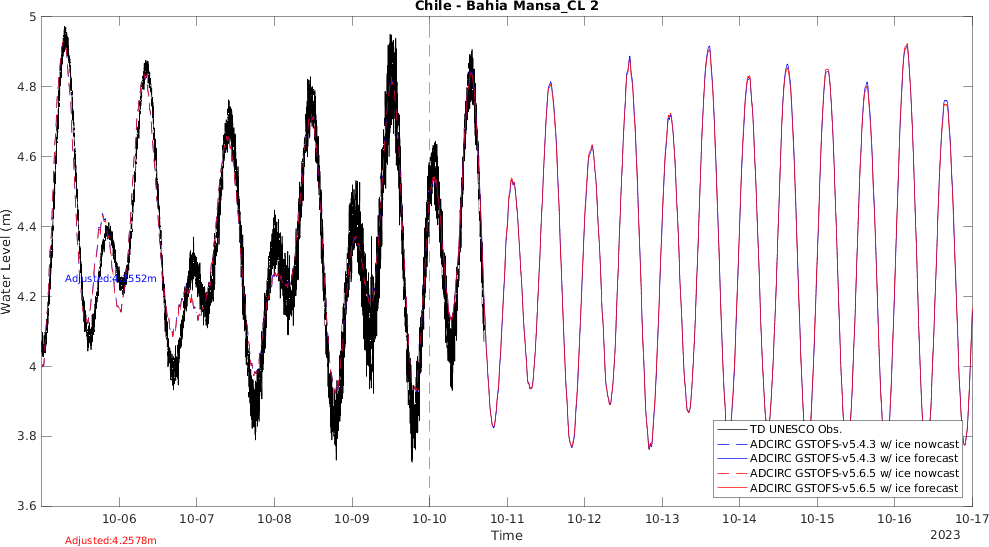 Chile - Bahia Mansa_CL 2
Water Level (m)
5
4.8
4.6
4.4
4.2
4
3.8
3.6
Adjusted:4.2552m
TD UNESCO Obs.
ADCIRC GSTOFS-v5.4.3 w/ ice nowcast
ADCIRC GSTOFS-v5.4.3 w/ ice forecast
ADCIRC GSTOFS-v5.6.5 w/ ice nowcast
ADCIRC GSTOFS-v5.6.5 w/ ice forecast
10-06 10-07 10-08 10-09 10-10 10-11 10-12 10-13 10-14 10-15 10-16 10-17
Time
2023
Adjusted:4.2578m